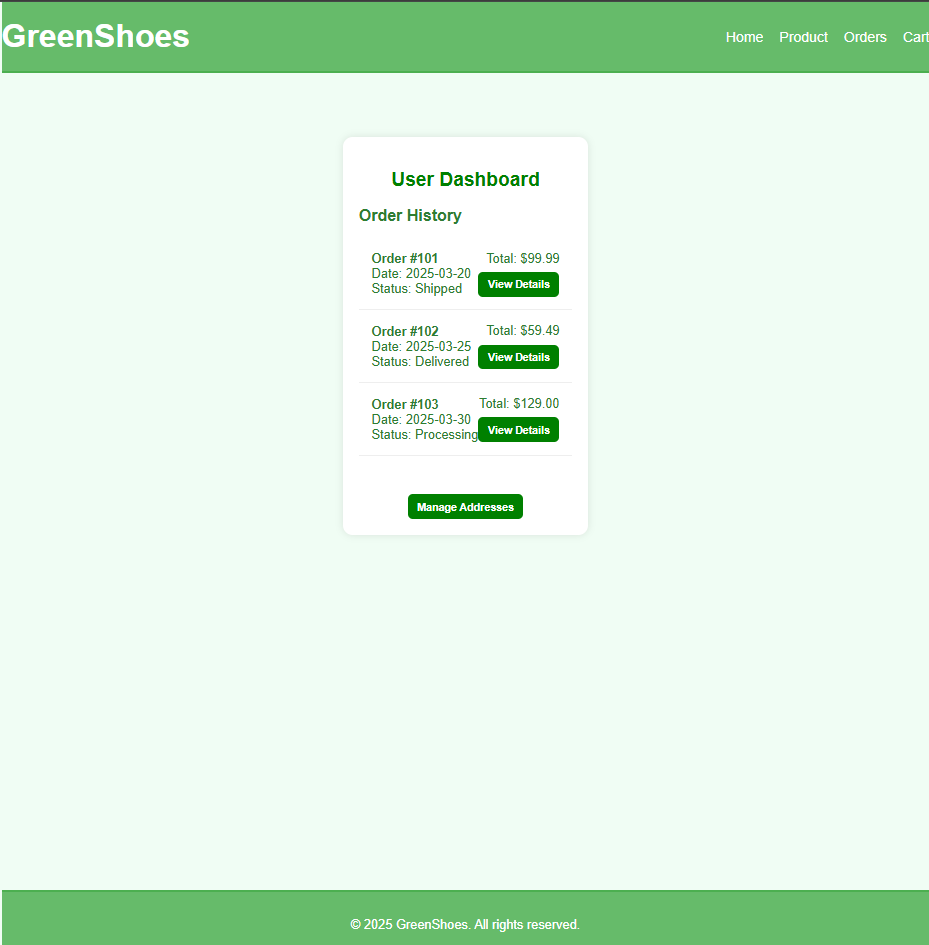 GreenShoes
Home Product Orders Cart
User Dashboard
Order History
Order #101 Total: $99.99
Date: 2025-03-20
Status: Shipped View Details
Order #102 Total: $59.49
Date: 2025-03-25
Status: Delivered View Details
Order #103 Total: $129.00
Date: 2025-03-30
Status: Processing View Details
Manage Addresses
© 2025 GreenShoes. All rights reserved.